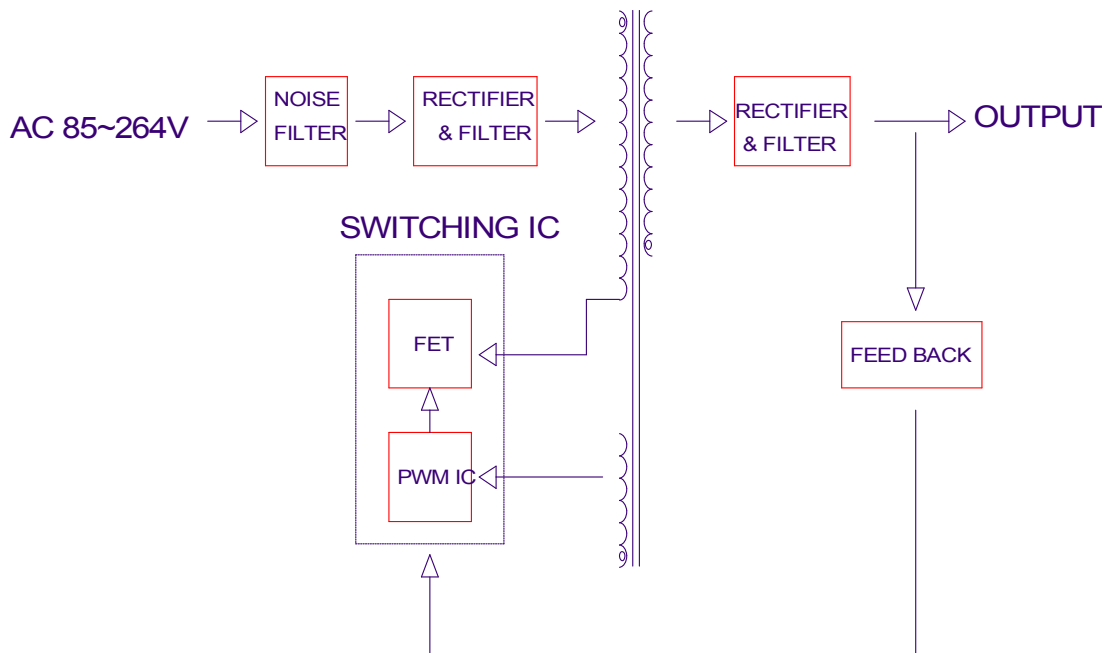 AC 85~264V
NOISE
FILTER
RECTIFIER
& FILTER
RECTIFIER
& FILTER
OUTPUT
SWITCHING IC
FET
PWM IC
FEED BACK